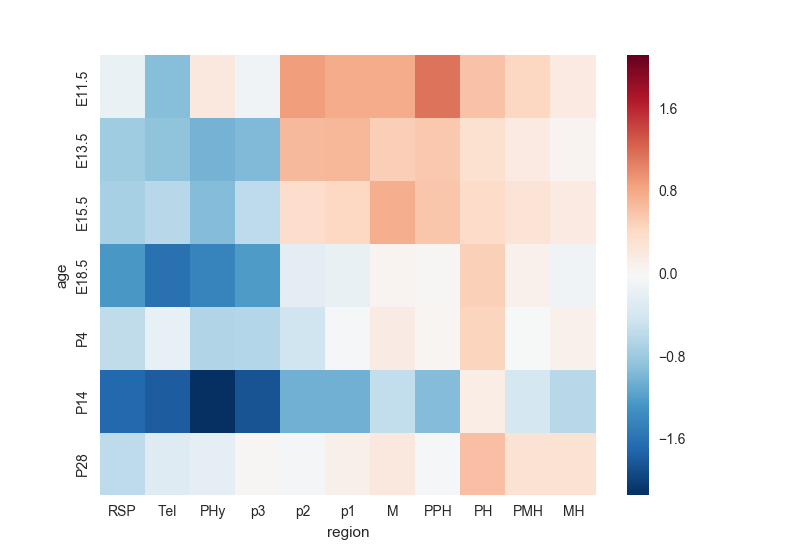 age
E11.5
E13.5
E15.5
E18.5
P4
P14
P28
RSP Tel PHy p3 p2 p1 M PPH PH PMH MH
region
1.6
0.8
0.0
−0.8
−1.6